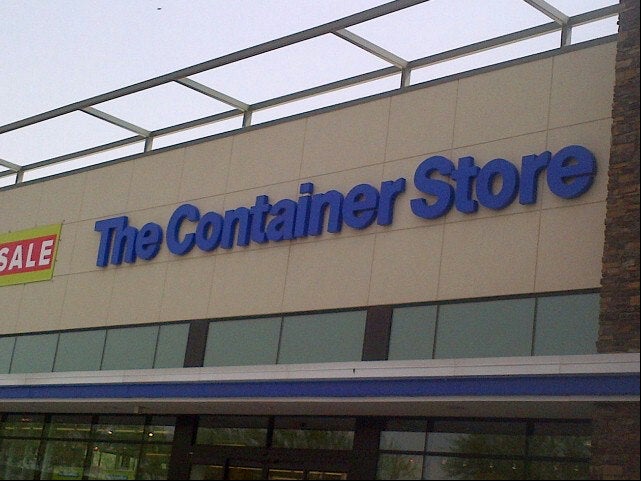 SALE
The Container Store